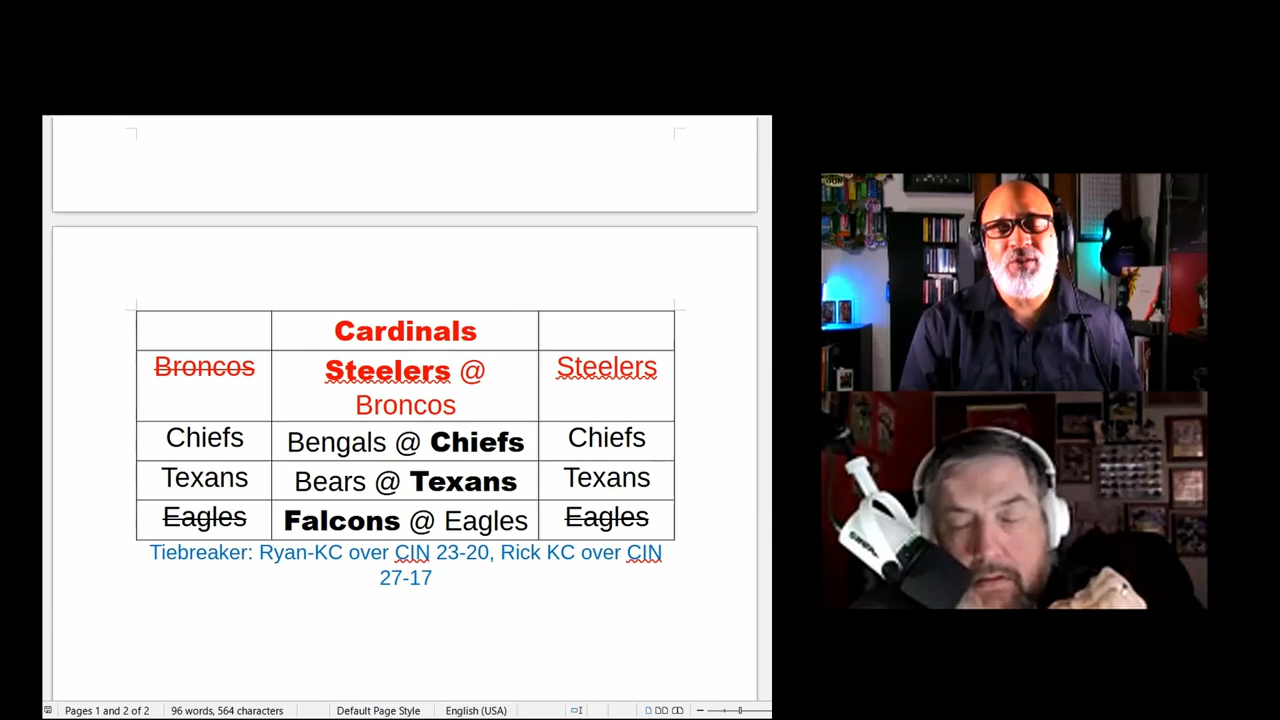 Cardinals
Broncos Steelers @ Steelers
Broncos
Chiefs Bengals @ Chiefs Chiefs
Texans Bears @ Texans Texans
Eagles Falcons @ Eagles Eagles
Tiebreaker: Ryan-KC over CIN 23-20, Rick KC over CIN
27-17
Pages 1 and 2 of 2 96 words, 564 characters Default Page Style English (USA)